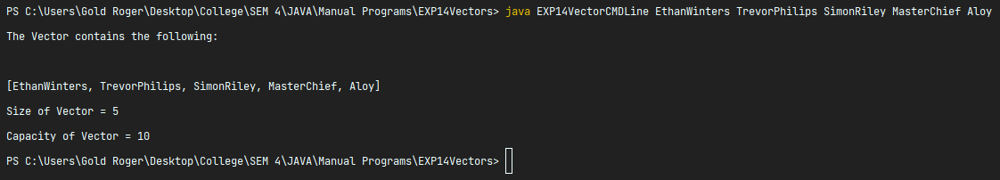 PS C:\Users\Gold Roger\Desktop\College\SEM 4\JAVA\Manual Programs\EXP14Vectors> java EXP14VectorCMDLine EthanWinters TrevorPhilips SimonRiley MasterChief Aloy
The Vector contains the following:
[EthanWinters, TrevorPhilips, SimonRiley, MasterChief, Aloy]
Size of Vector = 5
Capacity of Vector = 10
PS C:\Users\Gold Roger\Desktop\College\SEM 4\JAVA\Manual Programs\EXP14Vectors>